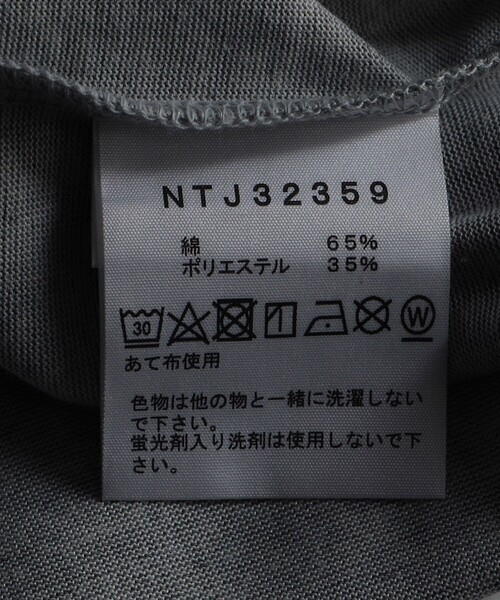 NTJ32359
綿 65%
ポリエステル 35%
30 W
あて布使用
色物は他の物と一緒に洗濯しない
で下さい。
蛍光剤入り洗剤は使用しないで下
さい。